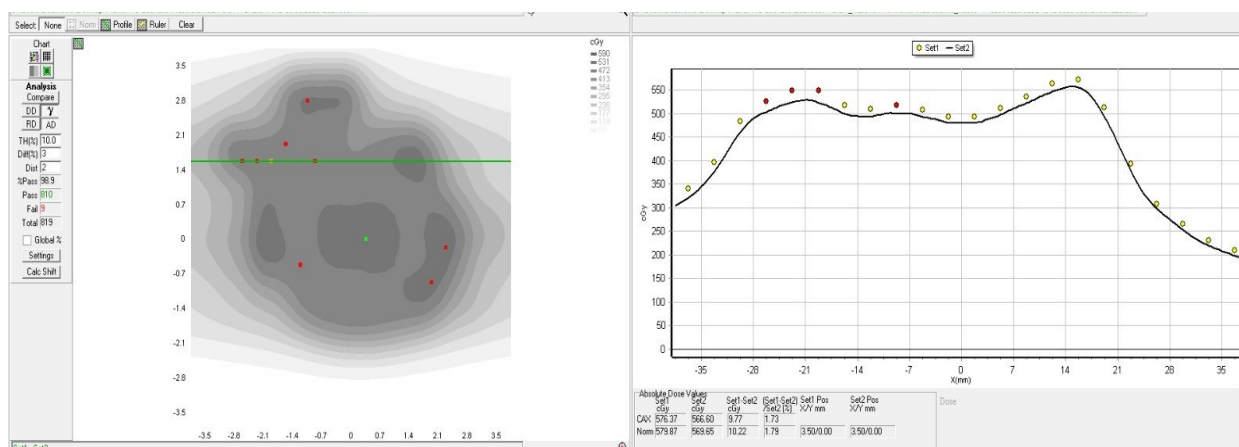 Select: None Norm Profile Ruler Clear
Chart
Analysis
Compare
DD γ
RD AD
TH(%) 10.0
Diff(%) 3
Dist 2
%Pass 98.9
Pass 810
Fail 9
Total 819
Global %
Settings
Calc Shift
cGy
590
531
472
413
354
295
236
177
3.5
2.8
2.1
1.4
0.7
0
-0.7
-1.4
-2.1
-2.8
-3.5
-3.5 -2.8 -2.1 -1.4 -0.7 0.0 0.7 1.4 2.1 2.8 3.5
Set1 Set2
cGy
550
500
450
400
350
300
250
200
150
100
50
0
-35 -28 -21 -14 -7 0 7 14 21 28 35
X(mm)
Absolute Dose Values
Set1 cGy Set2 cGy Set1-Set2 cGy (Set1-Set2)/Set2 (%) Set1 Pos X/Y mm Set2 Pos X/Y mm
CAX 576.37 566.60 9.77 1.73
Norm 579.87 569.65 10.22 1.79 3.50/0.00 3.50/0.00
Dose